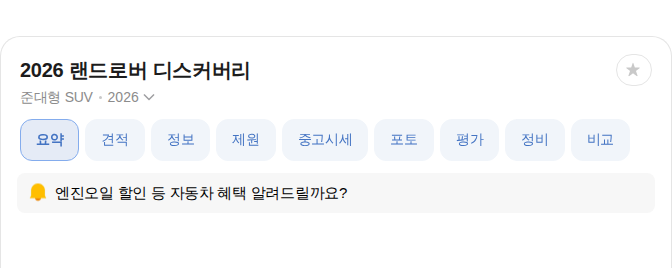 2026 랜드로버 디스커버리
준대형 SUV · 2026
요약 견적 정보 제원 중고시세 포토 평가 정비 비교
엔진오일 할인 등 자동차 혜택 알려드릴까요?